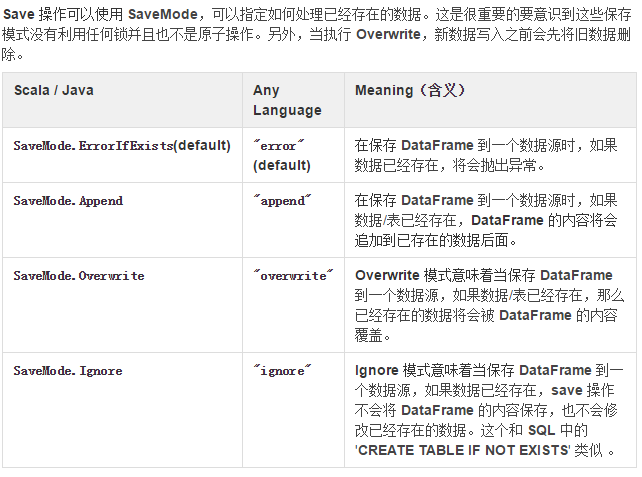 Save 操作可以使用 SaveMode，可以指定如何处理已经存在的数据。这是很重要的要意识到这些保存
模式没有利用任何锁并且也不是原子操作。另外，当执行 Overwrite，新数据写入之前会先将旧数据删
除。
Scala / Java
Any
Language
Meaning（含义）
SaveMode.ErrorIfExists(default)
"error"
(default)
在保存 DataFrame 到一个数据源时，如果
数据已经存在，将会抛出异常。
SaveMode.Append
"append"
在保存 DataFrame 到一个数据源时，如果
数据/表已经存在，DataFrame 的内容将会
追加到已存在的数据后面。
SaveMode.Overwrite
"overwrite"
Overwrite 模式意味着当保存 DataFrame
到一个数据源，如果数据/表已经存在，那么
已经存在的数据将会被 DataFrame 的内容
覆盖。
SaveMode.Ignore
"ignore"
Ignore 模式意味着当保存 DataFrame 到一
个数据源，如果数据已经存在，save 操作
不会将 DataFrame 的内容保存，也不会修
改已经存在的数据。这个和 SQL 中的
'CREATE TABLE IF NOT EXISTS' 类似 。